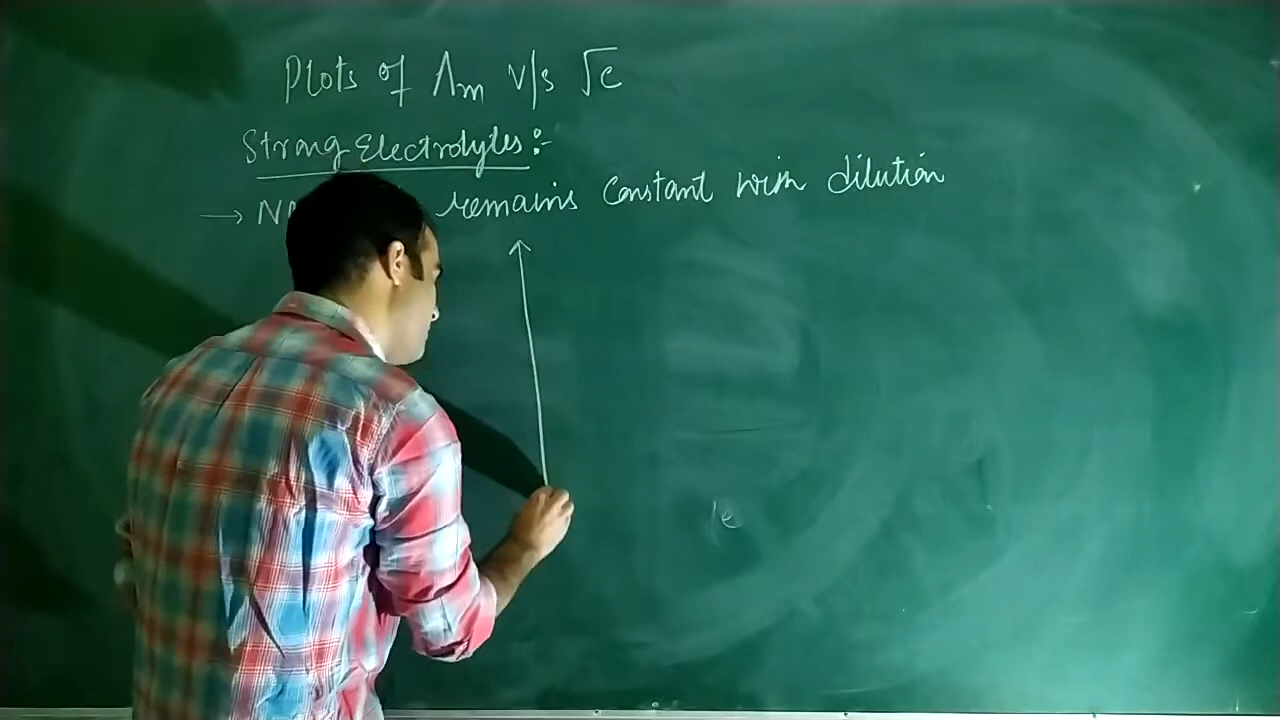 Plots of Λm v/s √c
Strong Electrolytes :-
→ remains constant with dilution